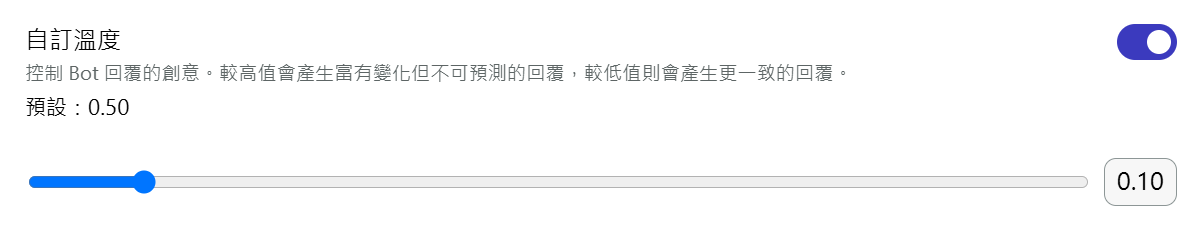 自訂溫度
控制 Bot 回覆的創意。較高值會產生富有變化但不可預測的回覆，較低值則會產生更一致的回覆。
預設：0.50
0.10